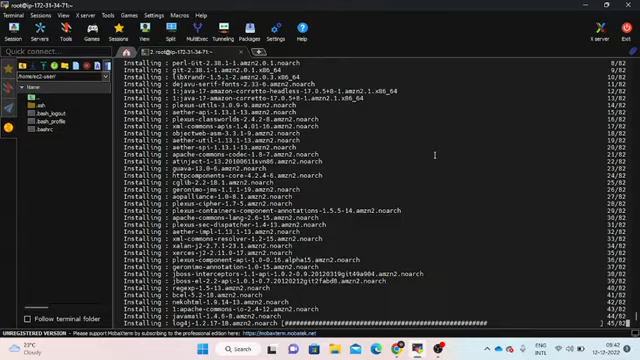 root@ip-172-31-34-71:~
Terminal Sessions View X server Tools Games Settings Macros Help
Session Servers Tools Games Sessions View Split MultiExec Tunneling Packages Settings Help X server Exit
Quick connect...
2. root@ip-172-31-34-71:~
/home/ec2-user/
Name
..
.ssh
.bash_logout
.bash_profile
.bashrc
Installing : perl-Git-2.38.1-1.amzn2.0.1.noarch 8/82
Installing : git-2.38.1-1.amzn2.0.1.x86_64 9/82
Installing : libXrandr-1.5.1-2.amzn2.0.3.x86_64 10/82
Installing : dejavu-serif-fonts-2.33-6.amzn2.noarch 11/82
Installing : 1:java-17-amazon-corretto-headless-17.0.5+8-1.amzn2.1.x86_64 12/82
Installing : 1:java-17-amazon-corretto-17.0.5+8-1.amzn2.1.x86_64 13/82
Installing : plexus-utils-3.0.9-9.amzn2.noarch 14/82
Installing : aether-api-1.13.1-13.amzn2.noarch 15/82
Installing : plexus-classworlds-2.4.2-8.amzn2.noarch 16/82
Installing : xml-commons-apis-1.4.01-16.amzn2.noarch 17/82
Installing : objectweb-asm-3.3.1-9.amzn2.noarch 18/82
Installing : aether-util-1.13.1-13.amzn2.noarch 19/82
Installing : aether-spi-1.13.1-13.amzn2.noarch 20/82
Installing : apache-commons-codec-1.8-7.amzn2.noarch 21/82
Installing : atinject-1-13.20100611svn86.amzn2.noarch 22/82
Installing : guava-13.0-6.amzn2.noarch 23/82
Installing : httpcomponents-core-4.2.4-6.amzn2.noarch 24/82
Installing : cglib-2.2-18.1.amzn2.noarch 25/82
Installing : geronimo-jms-1.1.1-19.amzn2.noarch 26/82
Installing : aopalliance-1.0-8.1.amzn2.noarch 27/82
Installing : plexus-cipher-1.7-5.amzn2.noarch 28/82
Installing : plexus-containers-component-annotations-1.5.5-14.amzn2.noarch 29/82
Installing : apache-commons-lang-2.6-15.amzn2.noarch 30/82
Installing : plexus-sec-dispatcher-1.4-13.amzn2.noarch 31/82
Installing : aether-impl-1.13.1-13.amzn2.noarch 32/82
Installing : xml-commons-resolver-1.2-15.amzn2.noarch 33/82
Installing : xalan-j2-2.7.1-23.1.amzn2.noarch 34/82
Installing : xerces-j2-2.11.0-17.amzn2.noarch 35/82
Installing : plexus-component-api-1.0-0.16.alpha15.amzn2.noarch 36/82
Installing : geronimo-annotation-1.0-15.amzn2.noarch 37/82
Installing : jboss-interceptors-1.1-api-1.0.2-0.9.20120319git49a904.amzn2.noarch 38/82
Installing : jboss-el-2.2-api-1.0.1-0.7.20120212git2fabd8.amzn2.noarch 39/82
Installing : regexp-1.5-13.amzn2.noarch 40/82
Installing : bcel-5.2-18.amzn2.noarch 41/82
Installing : nekohtml-1.9.14-13.amzn2.noarch 42/82
Installing : 1:apache-commons-io-2.4-12.amzn2.noarch 43/82
Installing : javamail-1.4.6-8.amzn2.noarch 44/82
Installing : log4j-1.2.17-18.amzn2.noarch [################################################ ] 45/82
Follow terminal folder
UNREGISTERED VERSION - Please support MobaXterm by subscribing to the professional edition here: https://mobaxterm.mobatek.net
23°C
Haze
Search
ENG
IN
09:42
12-12-2022